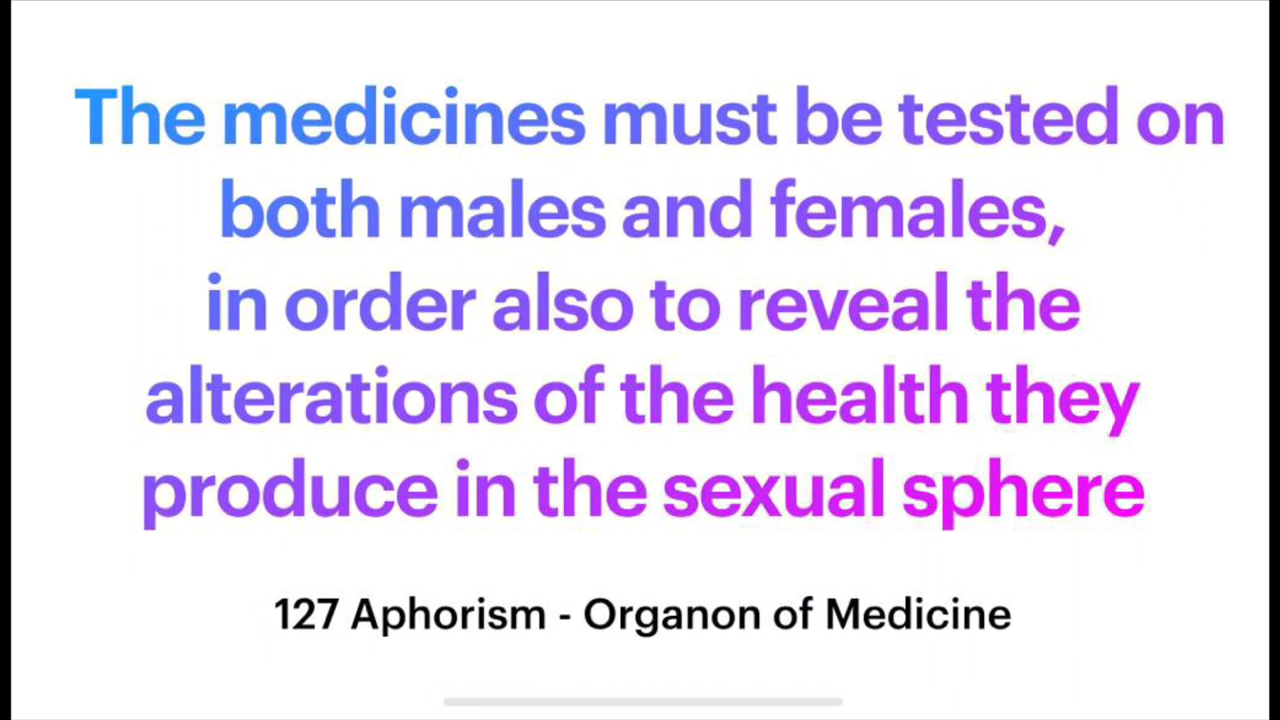 The medicines must be tested on
both males and females,
in order also to reveal the
alterations of the health they
produce in the sexual sphere
127 Aphorism - Organon of Medicine